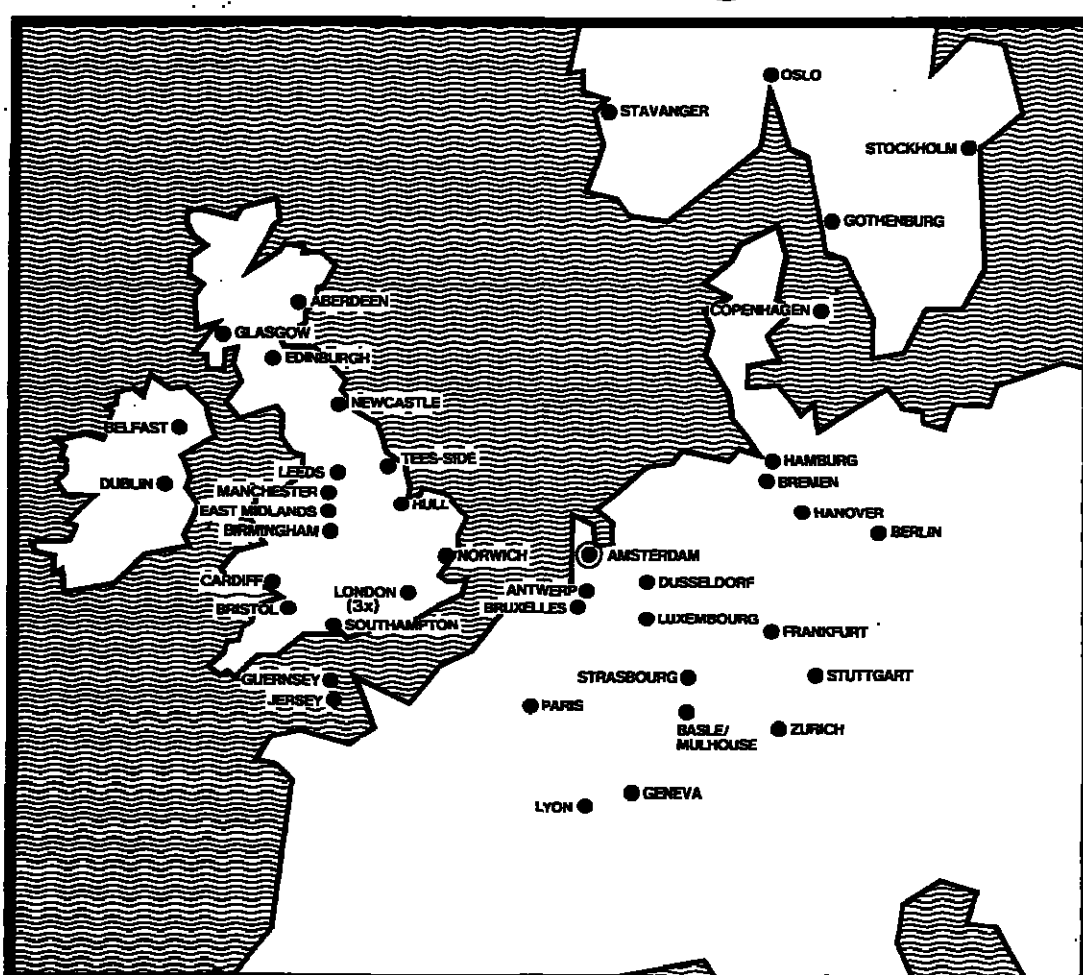 OSLO
STAVANGER
STOCKHOLM
GOTHENBURG
ABERDEEN
COPENHAGEN
GLASGOW
EDINBURGH
NEWCASTLE
BELFAST
TEES-SIDE
HAMBURG
LEEDS
DUBLIN
BREMEN
MANCHESTER
HULL
EAST MIDLANDS
HANOVER
BIRMINGHAM
BERLIN
NORWICH
AMSTERDAM
CARDIFF
DUSSELDORF
LONDON
(3x)
ANTWERP
BRISTOL
BRUXELLES
LUXEMBOURG
SOUTHAMPTON
FRANKFURT
GUERNSEY
STRASBOURG
STUTTGART
JERSEY
PARIS
BASLE/
MULHOUSE
ZURICH
GENEVA
LYON